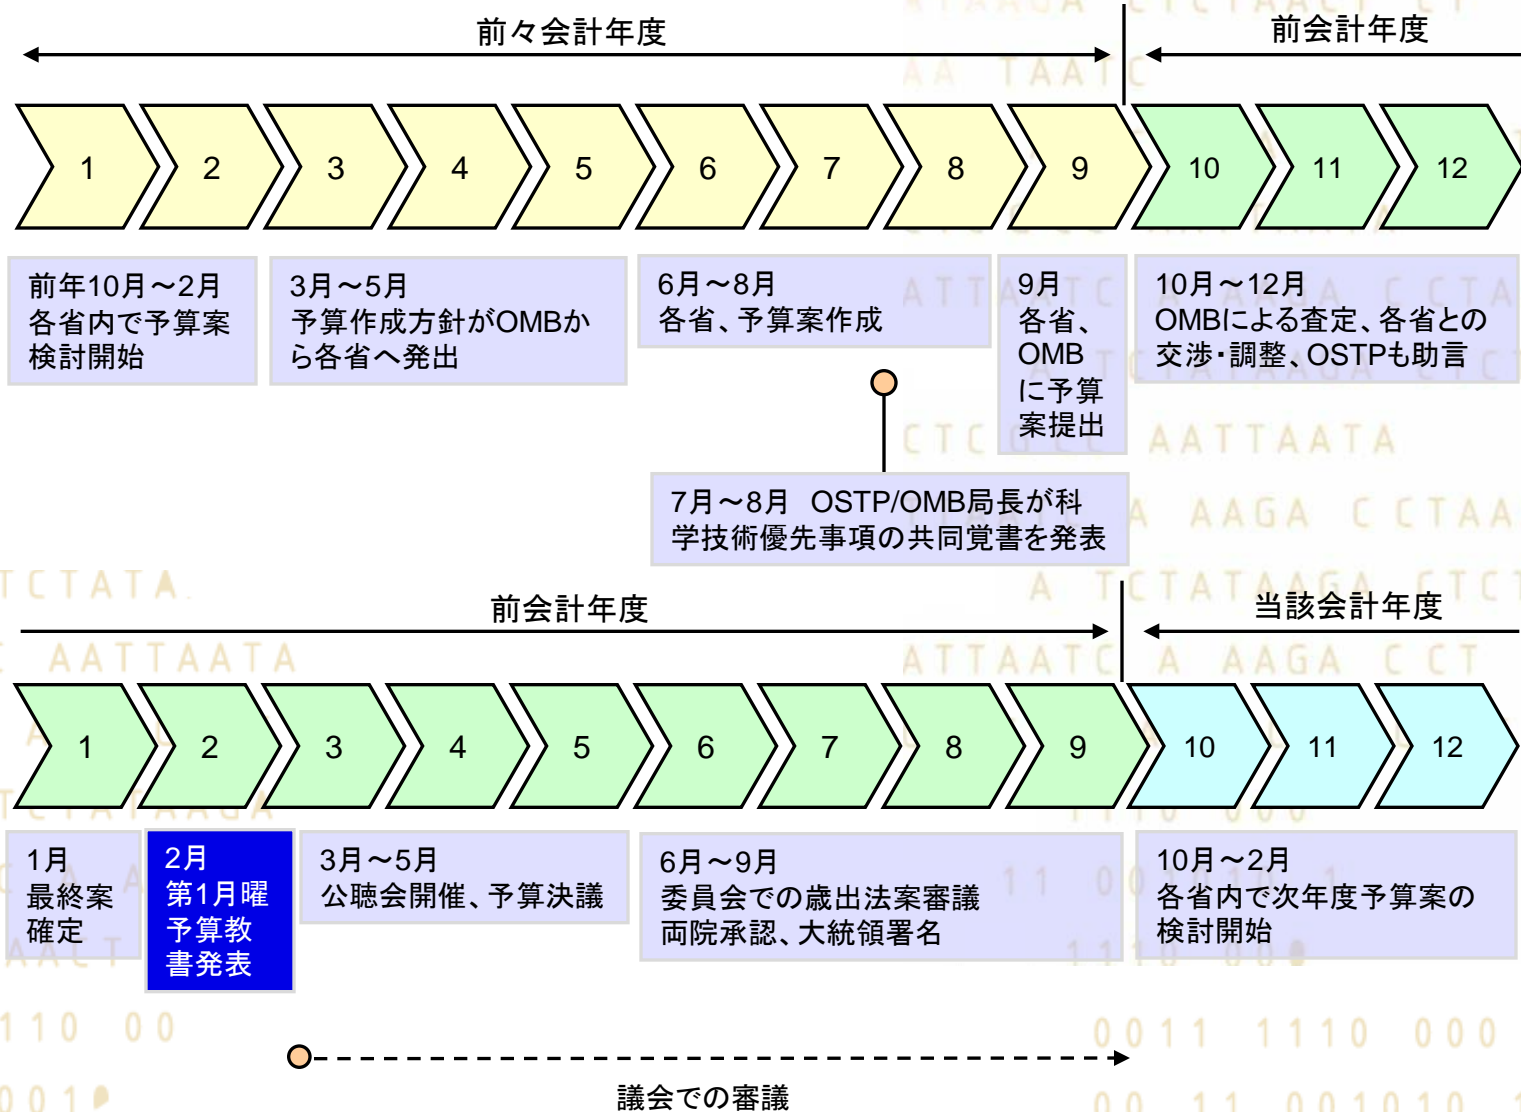 前々会計年度
前会計年度
1
2
3
4
5
6
7
8
9
10
11
12
前年10月～2月
各省内で予算案
検討開始
3月～5月
予算作成方針がOMBか
ら各省へ発出
6月～8月
各省、予算案作成
9月
各省、
OMB
に予算
案提出
10月～12月
OMBによる査定、各省との
交渉・調整、OSTPも助言
7月～8月 OSTP/OMB局長が科
学技術優先事項の共同覚書を発表
前会計年度
当該会計年度
1
2
3
4
5
6
7
8
9
10
11
12
1月
最終案
確定
2月
第1月曜
予算教
書発表
3月～5月
公聴会開催、予算決議
6月～9月
委員会での歳出法案審議
両院承認、大統領署名
10月～2月
各省内で次年度予算案の
検討開始
議会での審議